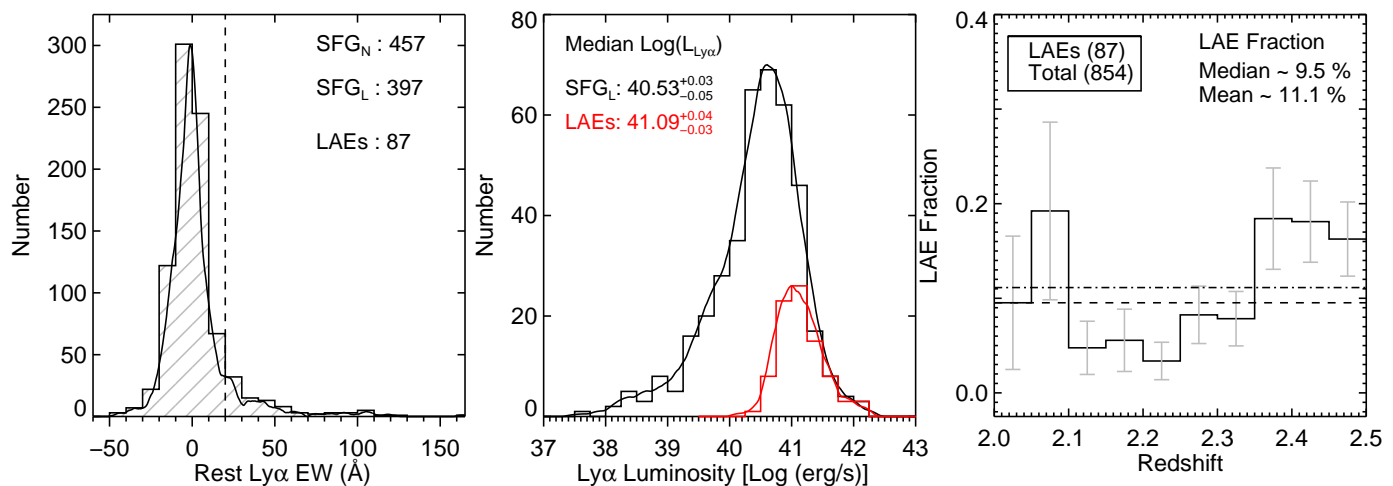 SFG_N : 457
SFG_L : 397
LAEs : 87
Number
300
250
200
150
100
50
0
−50 0 50 100 150
Rest Lyα EW (Å)
Median Log(L_Lyα)
SFG_L: 40.53 +0.03 −0.05
LAEs: 41.09 +0.04 −0.03
Number
80
60
40
20
0
37 38 39 40 41 42 43
Lyα Luminosity [Log (erg/s)]
LAEs (87)
Total (854)
LAE Fraction
Median ~ 9.5 %
Mean ~ 11.1 %
LAE Fraction
0.4
0.2
0.0
2.0 2.1 2.2 2.3 2.4 2.5
Redshift